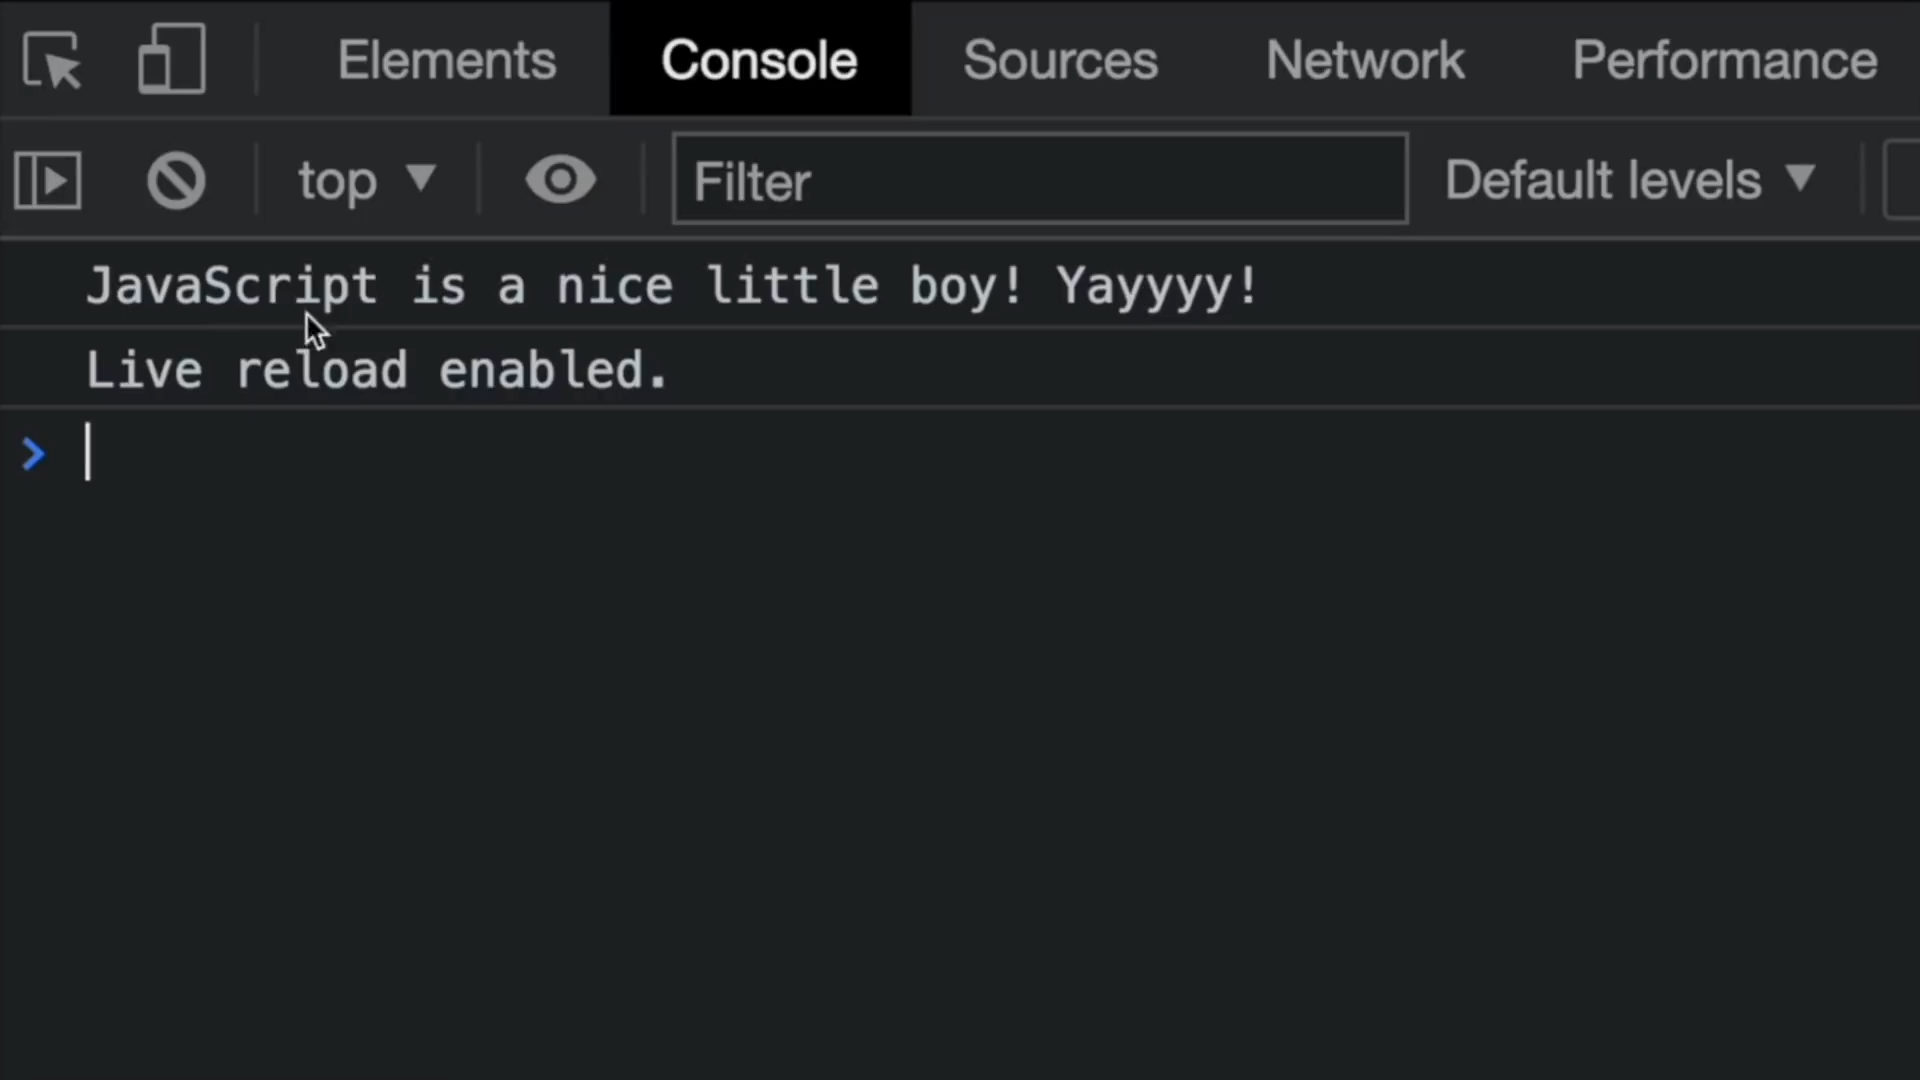 Elements Console Sources Network Performance
top Filter Default levels
JavaScript is a nice little boy! Yayyyy!
Live reload enabled.